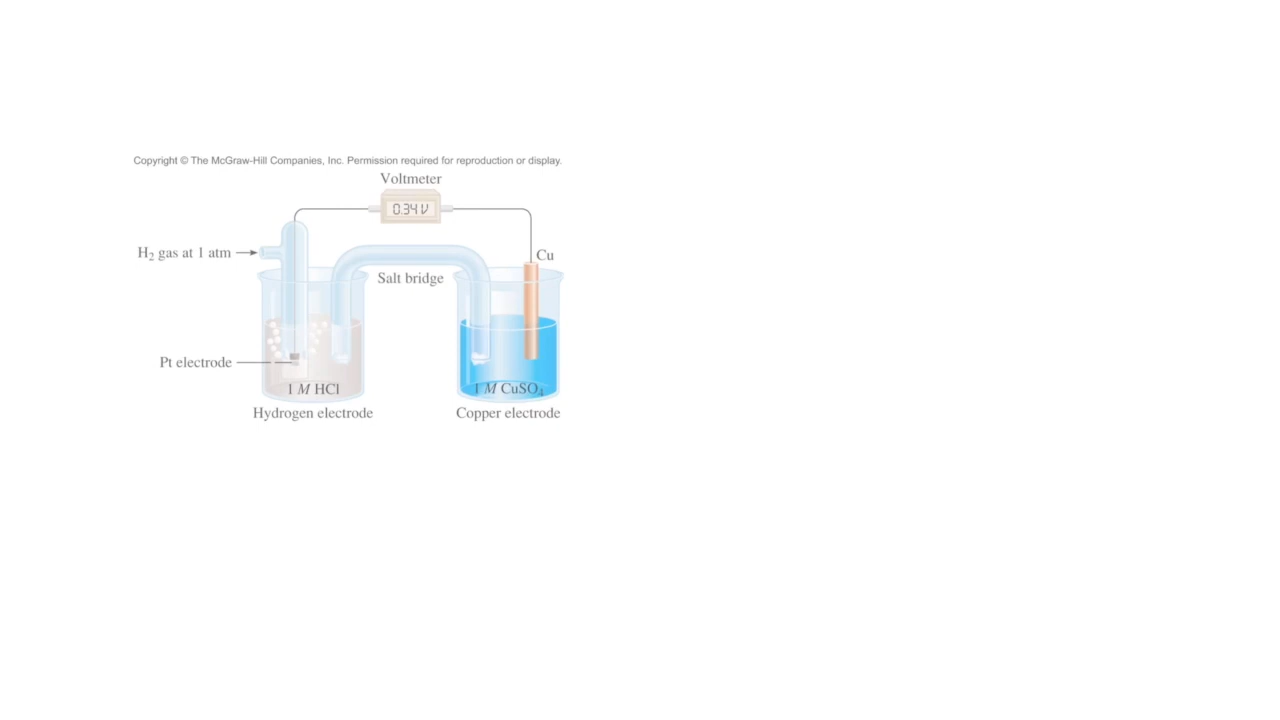 Copyright © The McGraw-Hill Companies, Inc. Permission required for reproduction or display.
Voltmeter
0.34 V
H₂ gas at 1 atm
Cu
Salt bridge
Pt electrode
1 M HCl
1 M CuSO₄
Hydrogen electrode
Copper electrode